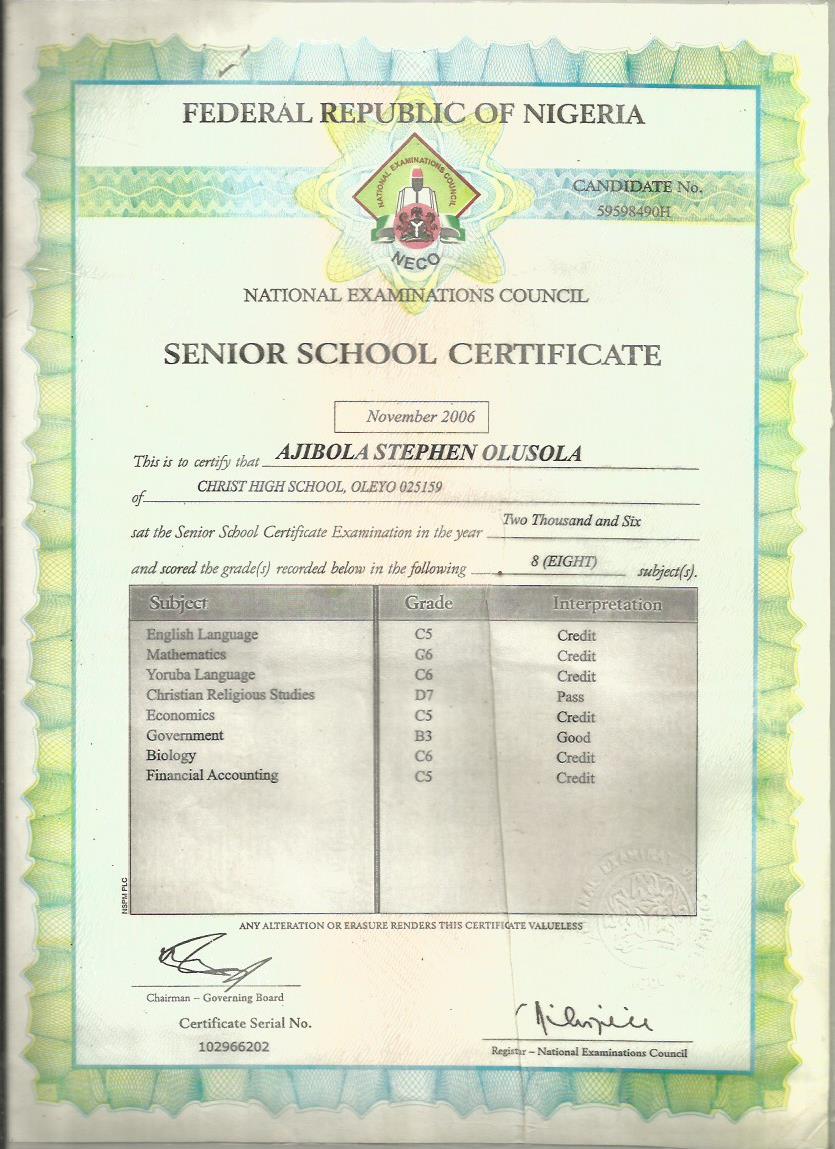 FEDERAL REPUBLIC OF NIGERIA
NATIONAL EXAMINATIONS COUNCIL
NECO
CANDIDATE No.
59598490H
NATIONAL EXAMINATIONS COUNCIL
SENIOR SCHOOL CERTIFICATE
November 2006
This is to certify that AJIBOLA STEPHEN OLUSOLA
of CHRIST HIGH SCHOOL, OLEYO 025159
sat the Senior School Certificate Examination in the year Two Thousand and Six
and scored the grade(s) recorded below in the following 8 (EIGHT) subject(s).
Subject Grade Interpretation
English Language C5 Credit
Mathematics C6 Credit
Yoruba Language C6 Credit
Christian Religious Studies D7 Pass
Economics C5 Credit
Government B3 Good
Biology C6 Credit
Financial Accounting C5 Credit
NSPM PLC
ANY ALTERATION OR ERASURE RENDERS THIS CERTIFICATE VALUELESS
Chairman – Governing Board
Certificate Serial No.
102966202
Registrar – National Examinations Council